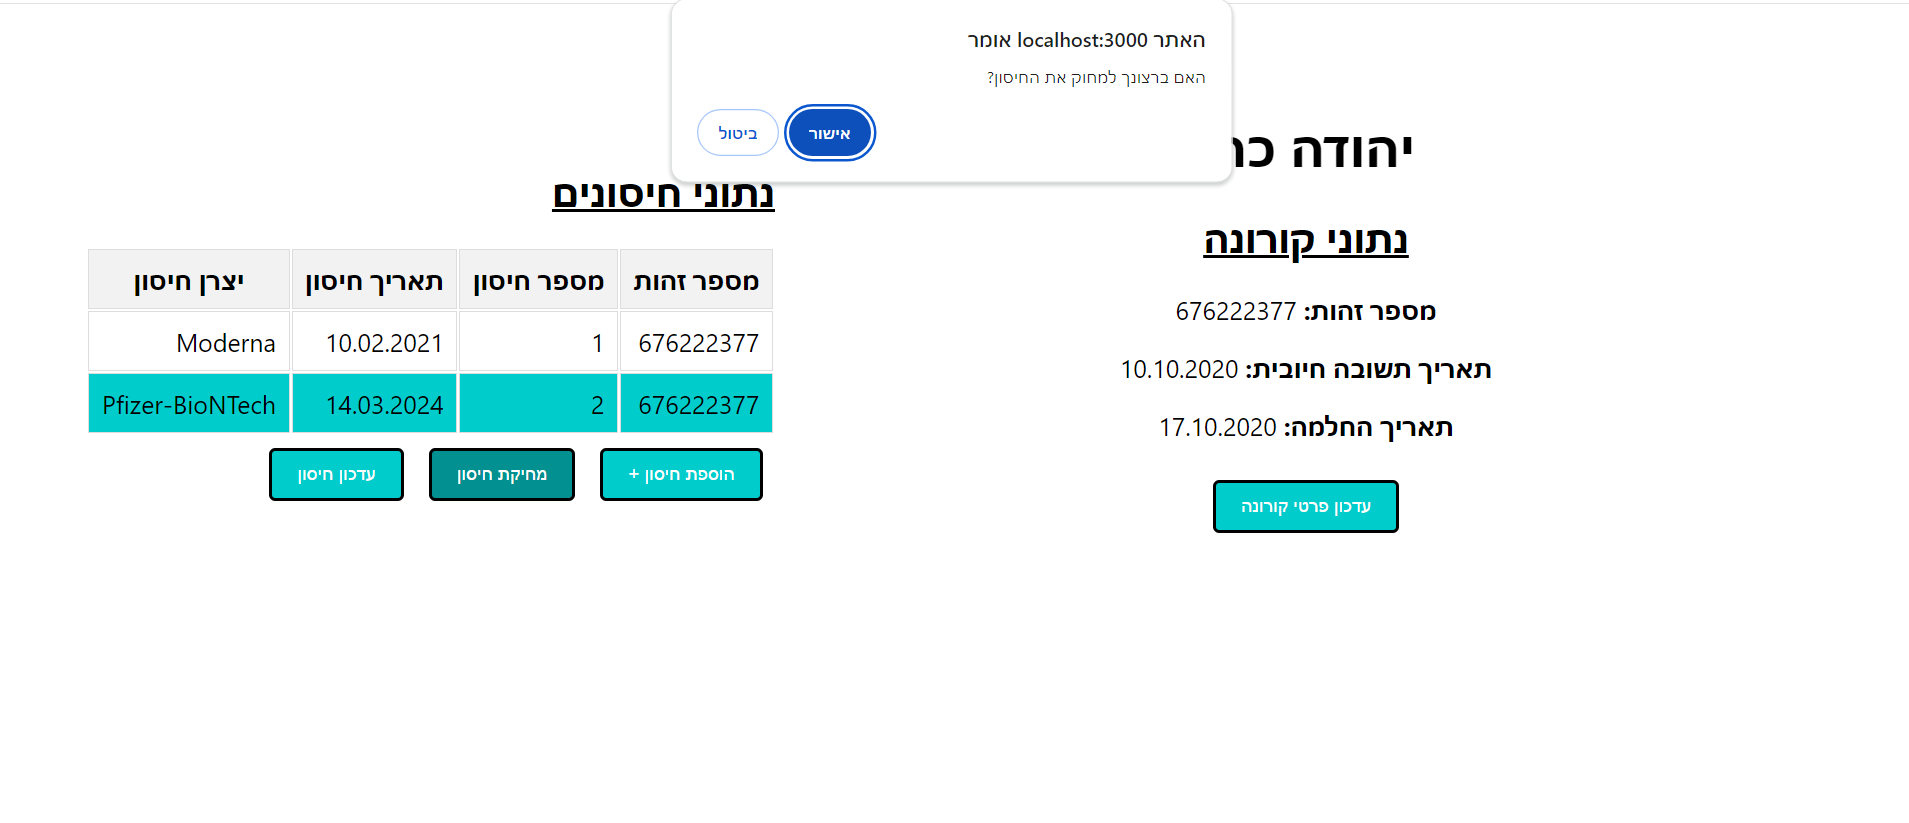 האתר localhost:3000 אומר
האם ברצונך למחוק את החיסון?
אישור ביטול
יהודה
נתוני קורונה
מספר זהות: 676222377
תאריך תשובה חיובית: 10.10.2020
תאריך החלמה: 17.10.2020
עדכון פרטי קורונה
נתוני חיסונים
מספר זהות מספר חיסון תאריך חיסון יצרן חיסון
676222377 1 10.02.2021 Moderna
676222377 2 14.03.2024 Pfizer-BioNTech
הוספת חיסון + מחיקת חיסון עדכון חיסון